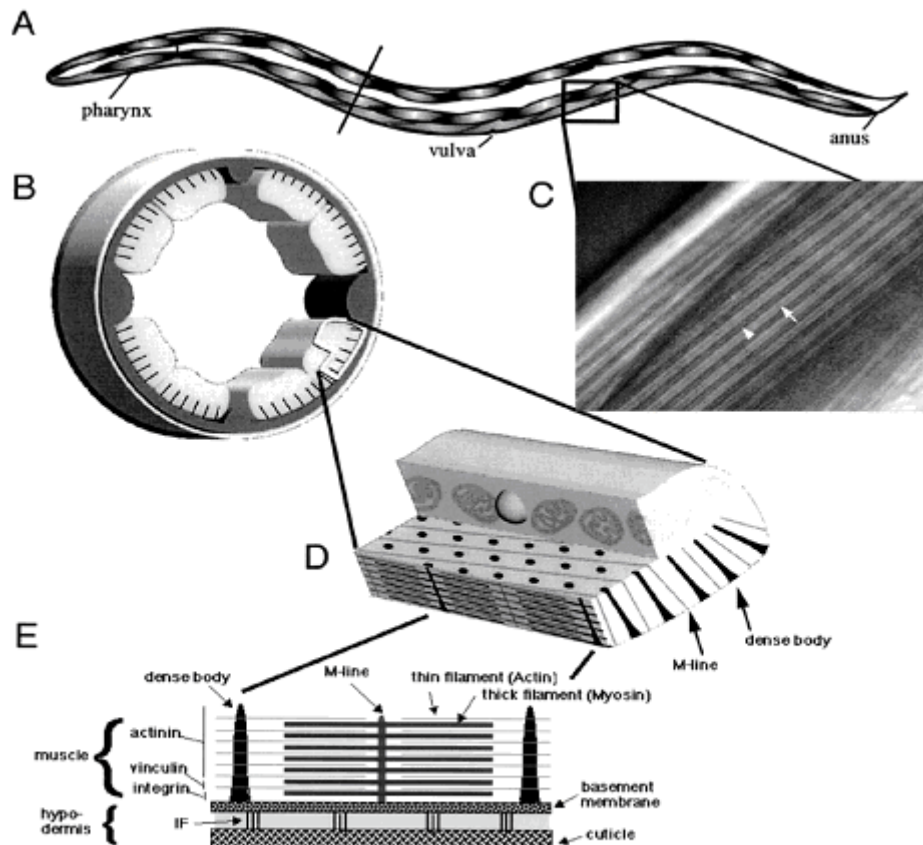 A
pharynx
vulva
anus
B
C
D
M-line
dense body
E
dense body
M-line
thin filament (Actin)
thick filament (Myosin)
muscle
actinin
vinculin
integrin
hypo-
dermis
IF
basement
membrane
cuticle